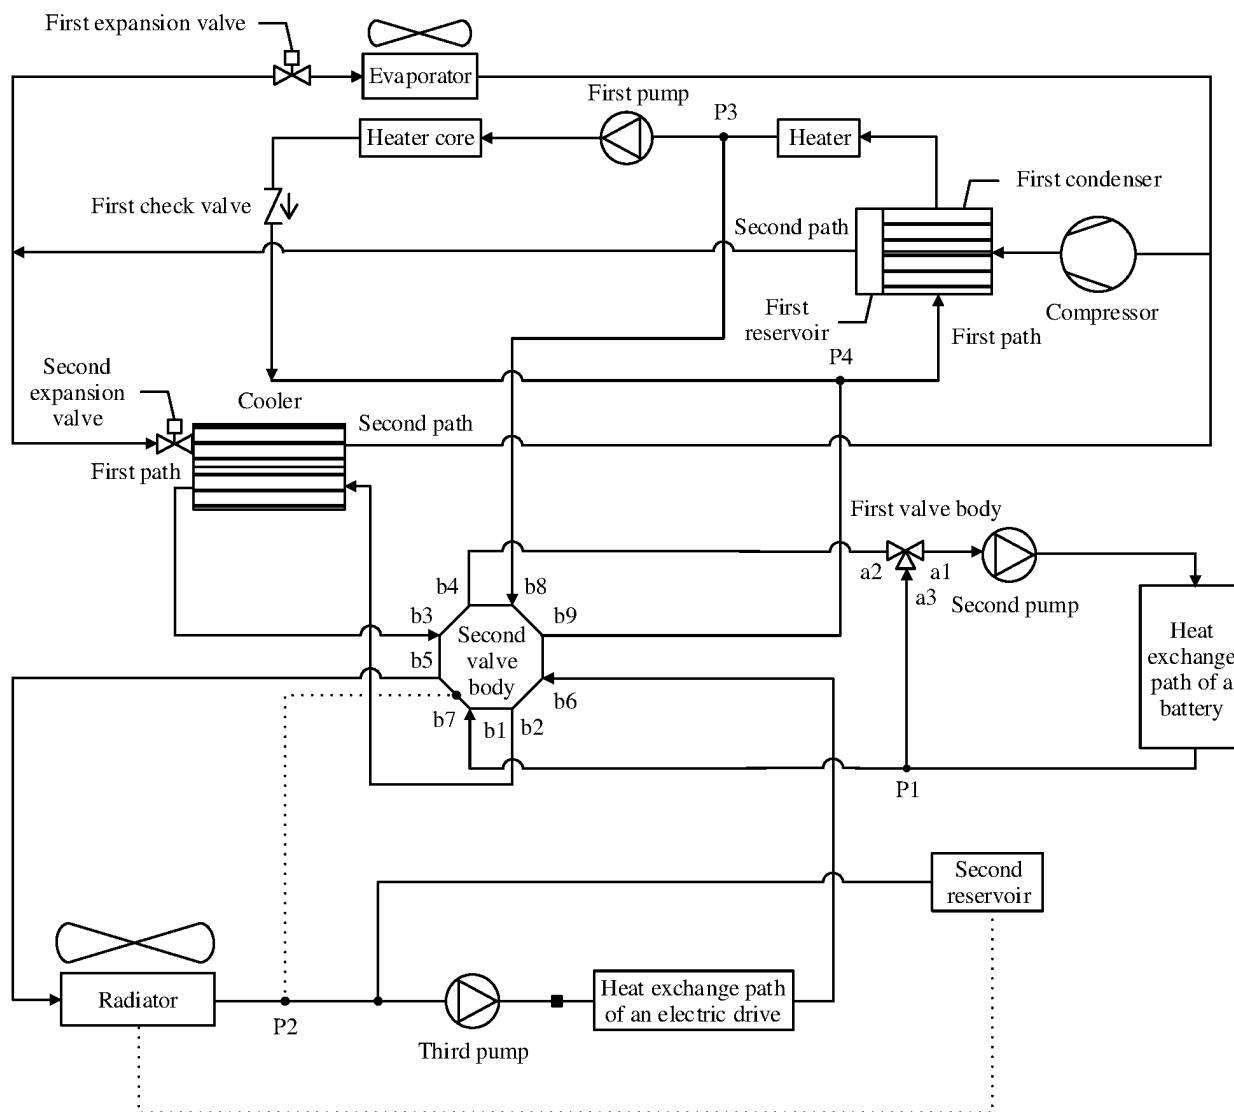 First expansion valve
Evaporator
First pump
P3
Heater core
Heater
First condenser
First check valve
Second path
First
reservoir
Compressor
First path
P4
Second
expansion
valve
Cooler
Second path
First path
First valve body
a2
a1
a3
Second pump
b4
b8
b3
b9
Second
valve
body
b5
b6
b7
b1
b2
Heat
exchange
path of a
battery
P1
Second
reservoir
Radiator
P2
Third pump
Heat exchange path
of an electric drive